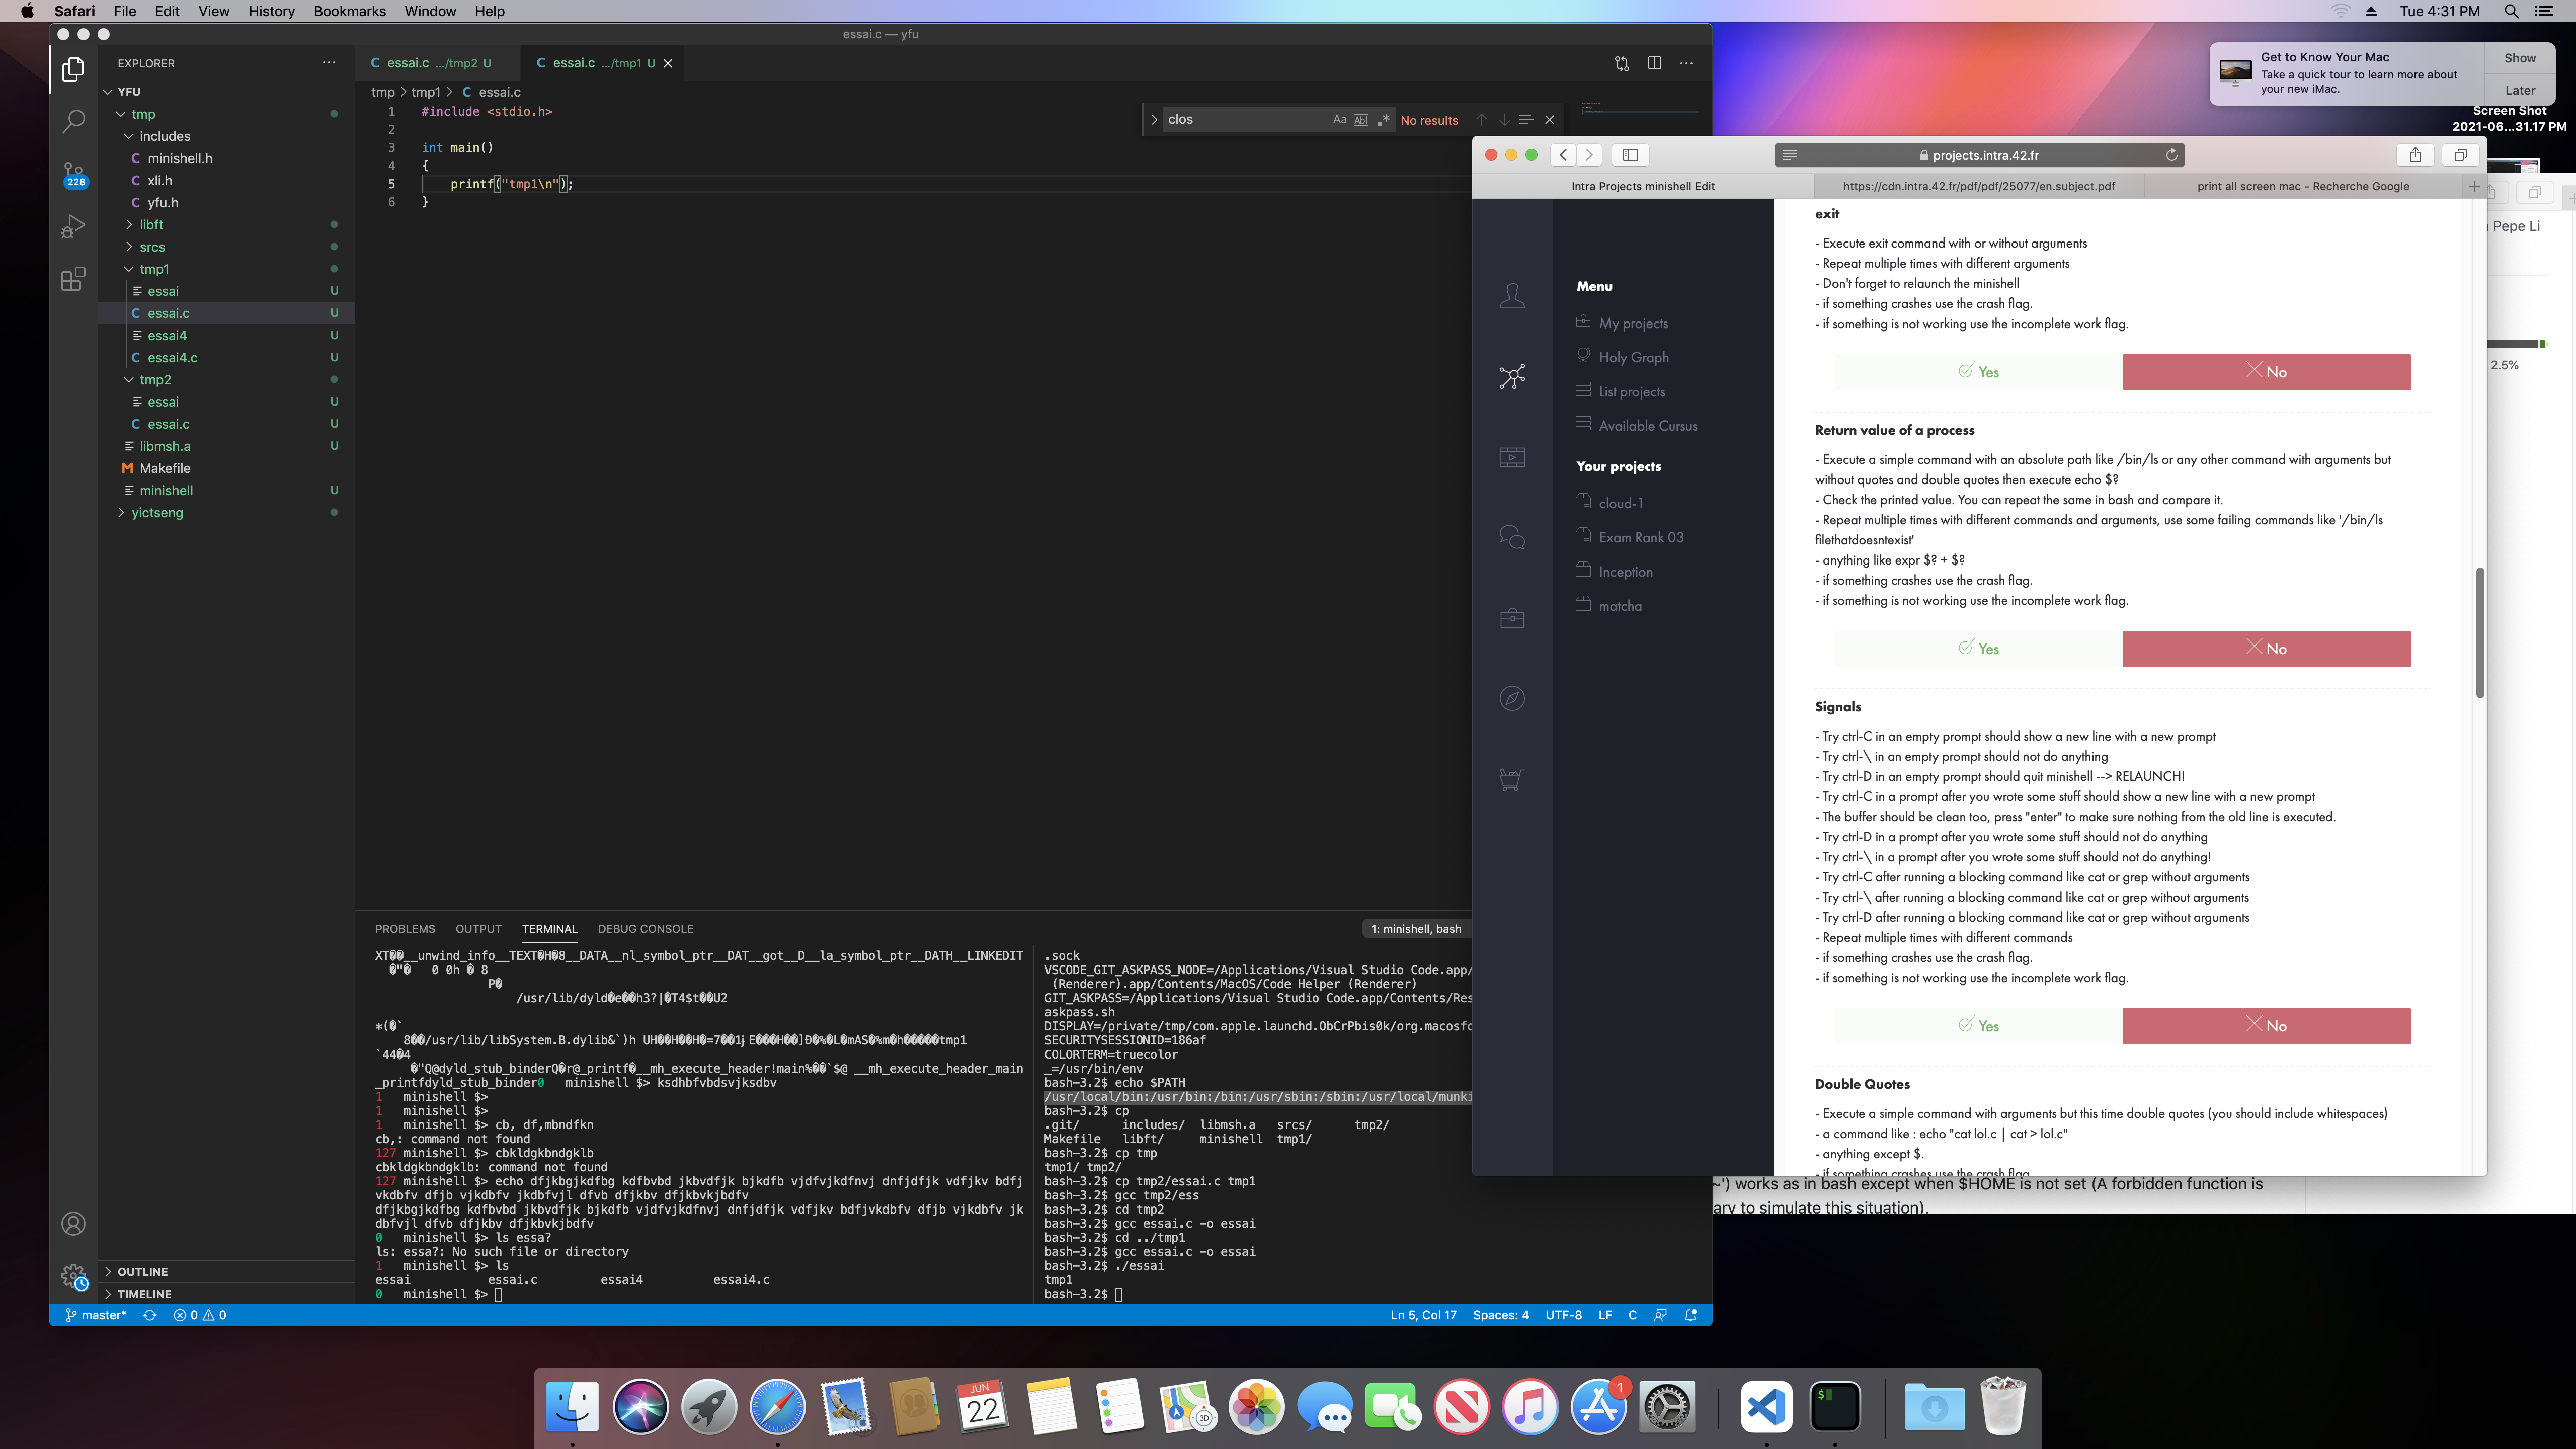 Safari File Edit View History Bookmarks Window Help
Tue 4:31 PM
essai.c — yfu
EXPLORER
YFU
tmp
includes
C minishell.h
C xli.h
C yfu.h
libft
srcs
tmp1
essai U
C essai.c U
essai4 U
C essai4.c U
tmp2
essai U
C essai.c U
libmsh.a U
M Makefile
minishell U
yictseng
228
OUTLINE
TIMELINE
C essai.c .../tmp2 U
C essai.c .../tmp1 U
tmp > tmp1 > C essai.c
1 #include <stdio.h>
2
3 int main()
4 {
5 printf("tmp1\n");
6 }
clos
Aa Abl .*
No results
PROBLEMS OUTPUT TERMINAL DEBUG CONSOLE
1: minishell, bash
XT��__unwind_info__TEXT�H�8__DATA__nl_symbol_ptr__DAT__got__D__la_symbol_ptr__DATH__LINKEDIT
�"� 0 0h � 8
P�
/usr/lib/dyld�e��h3?|�T4$t��U2
*(�`
8��/usr/lib/libSystem.B.dylib&`)h
`44�4
�"Q@dyld_stub_binderQ�r@_printf�__mh_execute_header!main%��`$@ __mh_execute_header_main
_printfdyld_stub_binder0 minishell $> ksdhbfvbdsvjksdbv
1 minishell $>
1 minishell $>
1 minishell $> cb, df,mbndfkn
cb,: command not found
127 minishell $> cbkldgkbndgklb
cbkldgkbndgklb: command not found
127 minishell $> echo dfjkbgjkdfbg kdfbvbd jkbvdfjk bjkdfb vjdfvjkdfnvj dnfjdfjk vdfjkv bdfj
vkdbfv dfjb vjkdbfv jkdbfvjl dfvb dfjkbv dfjkbvkjbdfv
dfjkbgjkdfbg kdfbvbd jkbvdfjk bjkdfb vjdfvjkdfnvj dnfjdfjk vdfjkv bdfjvkdbfv dfjb vjkdbfv jk
dbfvjl dfvb dfjkbv dfjkbvkjbdfv
0 minishell $> ls essa?
ls: essa?: No such file or directory
1 minishell $> ls
essai essai.c essai4 essai4.c
0 minishell $>
.sock
VSCODE_GIT_ASKPASS_NODE=/Applications/Visual Studio Code.app/
(Renderer).app/Contents/MacOS/Code Helper (Renderer)
GIT_ASKPASS=/Applications/Visual Studio Code.app/Contents/Res
askpass.sh
DISPLAY=/private/tmp/com.apple.launchd.ObCrPbis0k/org.macosfo
SECURITYSESSIONID=186af
COLORTERM=truecolor
_=/usr/bin/env
bash-3.2$ echo $PATH
/usr/local/bin:/usr/bin:/bin:/usr/sbin:/sbin:/usr/local/munki
bash-3.2$ cp
.git/ includes/ libmsh.a srcs/ tmp2/
Makefile libft/ minishell tmp1/
bash-3.2$ cp tmp
tmp1/ tmp2/
bash-3.2$ cp tmp2/essai.c tmp1
bash-3.2$ gcc tmp2/ess
bash-3.2$ cd tmp2
bash-3.2$ gcc essai.c -o essai
bash-3.2$ cd ../tmp1
bash-3.2$ gcc essai.c -o essai
bash-3.2$ ./essai
tmp1
bash-3.2$
master* 0 0
Ln 5, Col 17 Spaces: 4 UTF-8 LF C
Get to Know Your Mac
Take a quick tour to learn more about
your new iMac.
Show
Later
Screen Shot
2021-06...31.17 PM
projects.intra.42.fr
Intra Projects minishell Edit
https://cdn.intra.42.fr/pdf/pdf/25077/en.subject.pdf
print all screen mac - Recherche Google
Menu
My projects
Holy Graph
List projects
Available Cursus
Your projects
cloud-1
Exam Rank 03
Inception
matcha
exit
- Execute exit command with or without arguments
- Repeat multiple times with different arguments
- Don't forget to relaunch the minishell
- if something crashes use the crash flag.
- if something is not working use the incomplete work flag.
Yes No
Return value of a process
- Execute a simple command with an absolute path like /bin/ls or any other command with arguments but
without quotes and double quotes then execute echo $?
- Check the printed value. You can repeat the same in bash and compare it.
- Repeat multiple times with different commands and arguments, use some failing commands like '/bin/ls
filethatdoesntexist'
- anything like expr $? + $?
- if something crashes use the crash flag.
- if something is not working use the incomplete work flag.
Yes No
Signals
- Try ctrl-C in an empty prompt should show a new line with a new prompt
- Try ctrl-\ in an empty prompt should not do anything
- Try ctrl-D in an empty prompt should quit minishell --> RELAUNCH!
- Try ctrl-C in a prompt after you wrote some stuff should show a new line with a new prompt
- The buffer should be clean too, press "enter" to make sure nothing from the old line is executed.
- Try ctrl-D in a prompt after you wrote some stuff should not do anything
- Try ctrl-\ in a prompt after you wrote some stuff should not do anything!
- Try ctrl-C after running a blocking command like cat or grep without arguments
- Try ctrl-\ after running a blocking command like cat or grep without arguments
- Try ctrl-D after running a blocking command like cat or grep without arguments
- Repeat multiple times with different commands
- if something crashes use the crash flag.
- if something is not working use the incomplete work flag.
Yes No
Double Quotes
- Execute a simple command with arguments but this time double quotes (you should include whitespaces)
- a command like : echo "cat lol.c | cat > lol.c"
- anything except $.
- if something crashes use the crash flag
Pepe Li
2.5%
~') works as in bash except when $HOME is not set (A forbidden function is
ary to simulate this situation).
JUN
22
3D
1
$